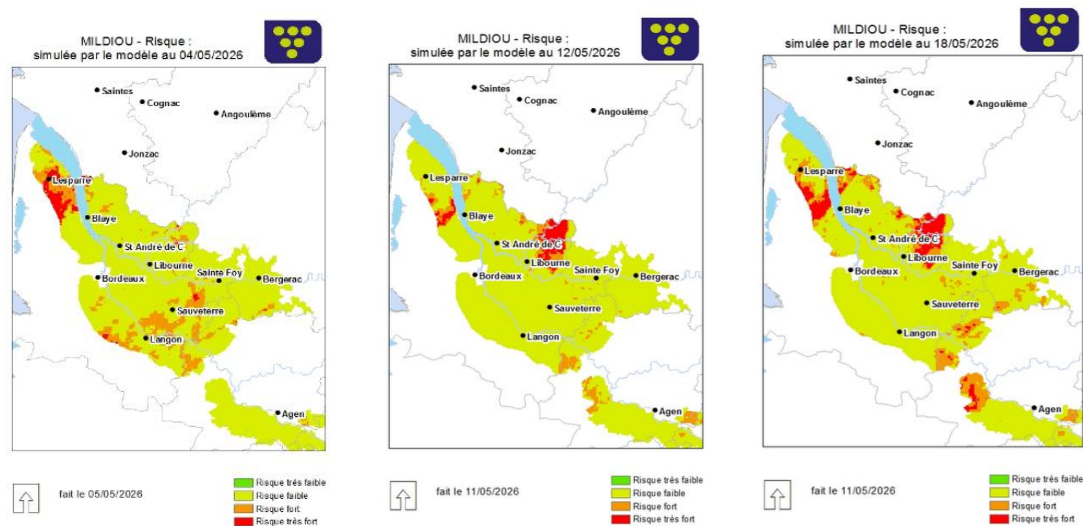 MILDIOU - Risque :
simulée par le modèle au 04/05/2026
Saintes
Cognac
Angoulême
Jonzac
Lesparre
Blaye
St André de C
Libourne
Bordeaux
Sainte Foy
Bergerac
Sauveterre
Langon
Agen
fait le 05/05/2026
Risque trés faible
Risque faible
Risque fort
Risque trés fort
MILDIOU - Risque :
simulée par le modèle au 12/05/2026
Saintes
Cognac
Angoulême
Jonzac
Lesparre
Blaye
St André de C
Libourne
Bordeaux
Sainte Foy
Bergerac
Sauveterre
Langon
Agen
fait le 11/05/2026
Risque trés faible
Risque faible
Risque fort
Risque trés fort
MILDIOU - Risque :
simulée par le modèle au 18/05/2026
Saintes
Cognac
Angoulême
Jonzac
Lesparre
Blaye
St André de C
Libourne
Bordeaux
Sainte Foy
Bergerac
Sauveterre
Langon
Agen
fait le 11/05/2026
Risque trés faible
Risque faible
Risque fort
Risque trés fort